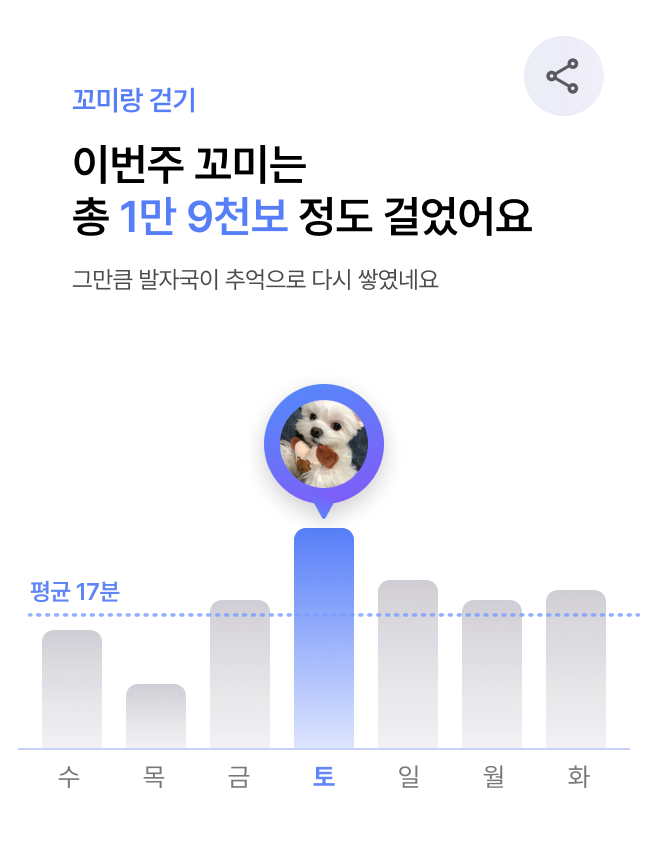 꼬미랑 걷기
이번주 꼬미는
총 1만 9천보 정도 걸었어요
그만큼 발자국이 추억으로 다시 쌓였네요
평균 17분
수 목 금 토 일 월 화